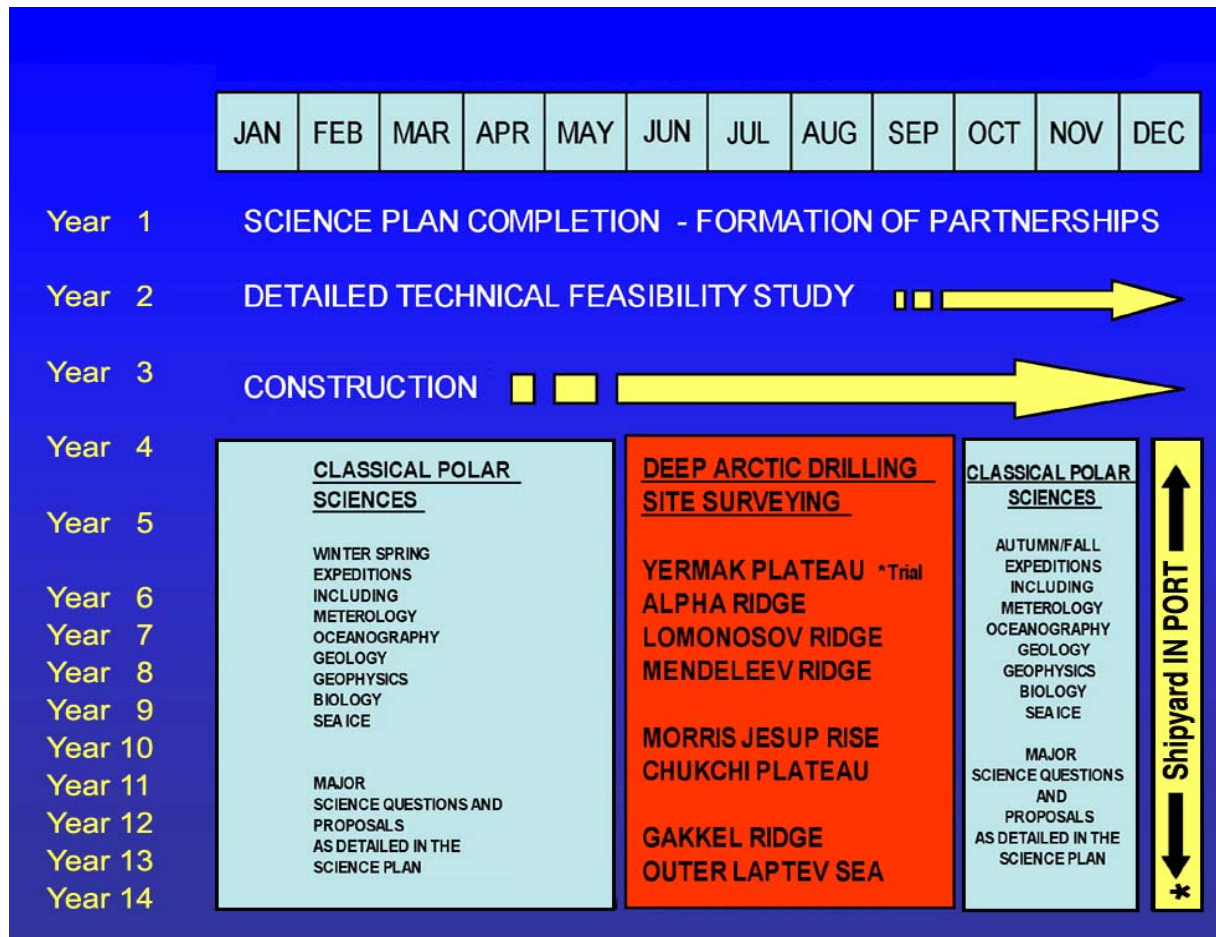 JAN FEB MAR APR MAY JUN JUL AUG SEP OCT NOV DEC
Year 1 SCIENCE PLAN COMPLETION - FORMATION OF PARTNERSHIPS
Year 2 DETAILED TECHNICAL FEASIBILITY STUDY
Year 3 CONSTRUCTION
Year 4
Year 5
Year 6
Year 7
Year 8
Year 9
Year 10
Year 11
Year 12
Year 13
Year 14
CLASSICAL POLAR
SCIENCES
WINTER SPRING
EXPEDITIONS
INCLUDING
METEROLOGY
OCEANOGRAPHY
GEOLOGY
GEOPHYSICS
BIOLOGY
SEA ICE
MAJOR
SCIENCE QUESTIONS AND
PROPOSALS
AS DETAILED IN THE
SCIENCE PLAN
DEEP ARCTIC DRILLING
SITE SURVEYING
YERMAK PLATEAU *Trial
ALPHA RIDGE
LOMONOSOV RIDGE
MENDELEEV RIDGE
MORRIS JESUP RISE
CHUKCHI PLATEAU
GAKKEL RIDGE
OUTER LAPTEV SEA
CLASSICAL POLAR
SCIENCES
AUTUMN/FALL
EXPEDITIONS
INCLUDING
METEROLOGY
OCEANOGRAPHY
GEOLOGY
GEOPHYSICS
BIOLOGY
SEA ICE
MAJOR
SCIENCE QUESTIONS
AND
PROPOSALS
AS DETAILED IN THE
SCIENCE PLAN
* Shipyard IN PORT